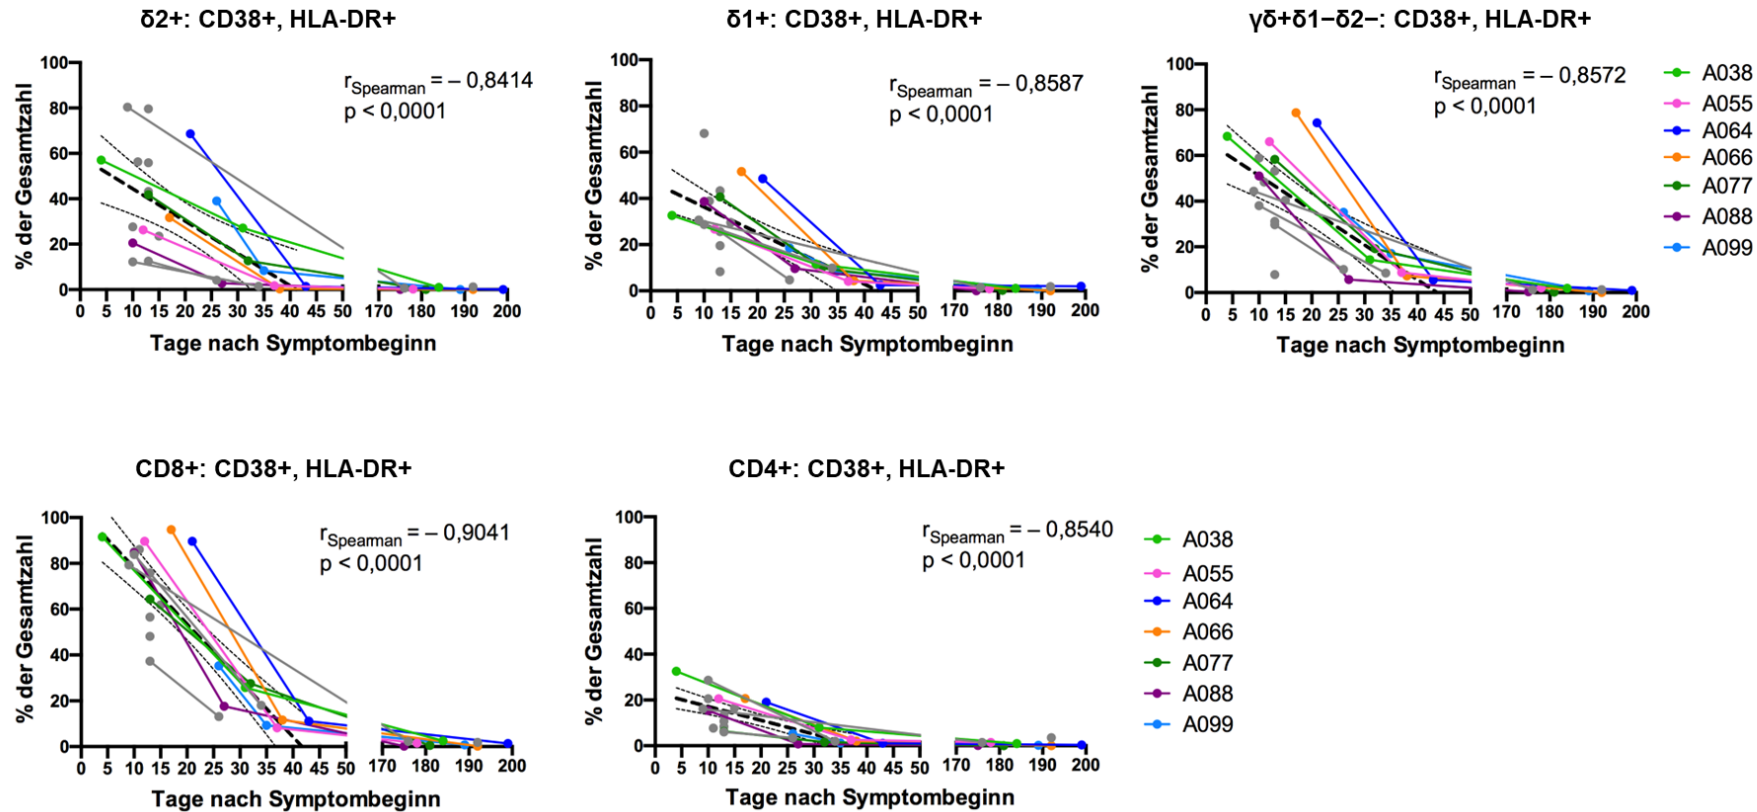 δ2+: CD38+, HLA-DR+
δ1+: CD38+, HLA-DR+
γδ+δ1−δ2−: CD38+, HLA-DR+
% der Gesamtzahl
100
80
60
40
20
0
rSpearman = – 0,8414
p < 0,0001
0 5 10 15 20 25 30 35 40 45 50 170 180 190 200
Tage nach Symptombeginn
% der Gesamtzahl
100
80
60
40
20
0
rSpearman = – 0,8587
p < 0,0001
0 5 10 15 20 25 30 35 40 45 50 170 180 190 200
Tage nach Symptombeginn
% der Gesamtzahl
100
80
60
40
20
0
rSpearman = – 0,8572
p < 0,0001
0 5 10 15 20 25 30 35 40 45 50 170 180 190 200
Tage nach Symptombeginn
A038
A055
A064
A066
A077
A088
A099
CD8+: CD38+, HLA-DR+
CD4+: CD38+, HLA-DR+
% der Gesamtzahl
100
80
60
40
20
0
rSpearman = – 0,9041
p < 0,0001
0 5 10 15 20 25 30 35 40 45 50 170 180 190 200
Tage nach Symptombeginn
% der Gesamtzahl
100
80
60
40
20
0
rSpearman = – 0,8540
p < 0,0001
0 5 10 15 20 25 30 35 40 45 50 170 180 190 200
Tage nach Symptombeginn
A038
A055
A064
A066
A077
A088
A099